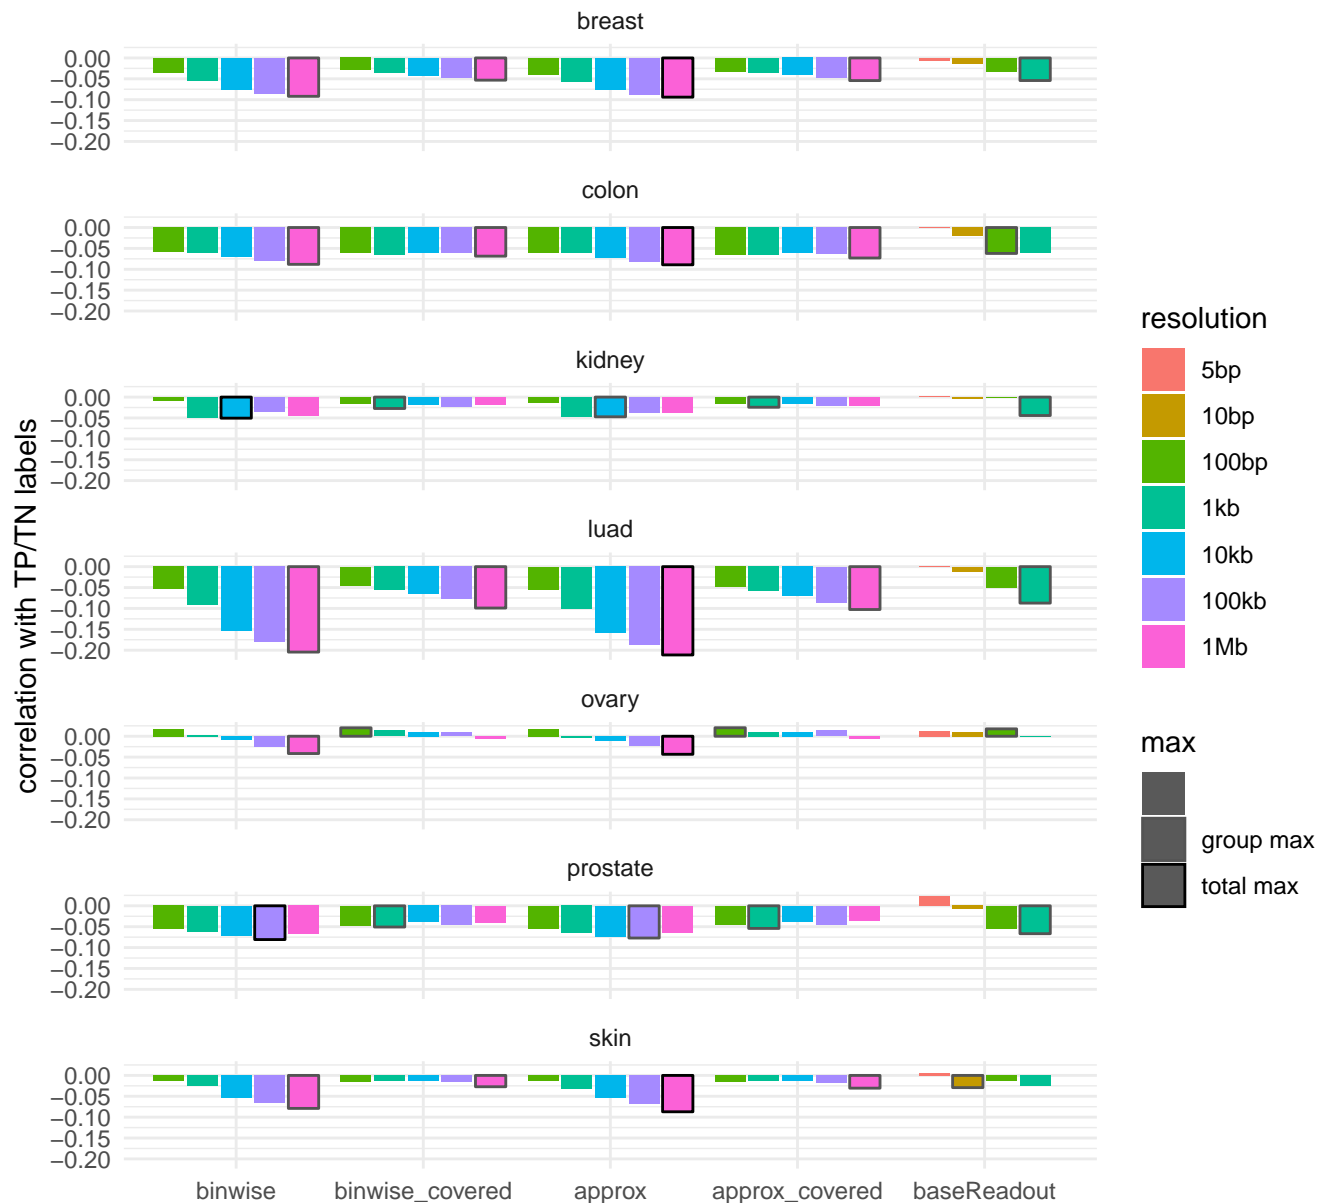 breast
0.00
−0.05
−0.10
−0.15
−0.20
colon
0.00
−0.05
−0.10
−0.15
−0.20
kidney
0.00
−0.05
−0.10
−0.15
−0.20
luad
0.00
−0.05
−0.10
−0.15
−0.20
ovary
0.00
−0.05
−0.10
−0.15
−0.20
prostate
0.00
−0.05
−0.10
−0.15
−0.20
skin
0.00
−0.05
−0.10
−0.15
−0.20
binwise binwise_covered approx approx_covered baseReadout
correlation with TP/TN labels
resolution
5bp
10bp
100bp
1kb
10kb
100kb
1Mb
max
group max
total max